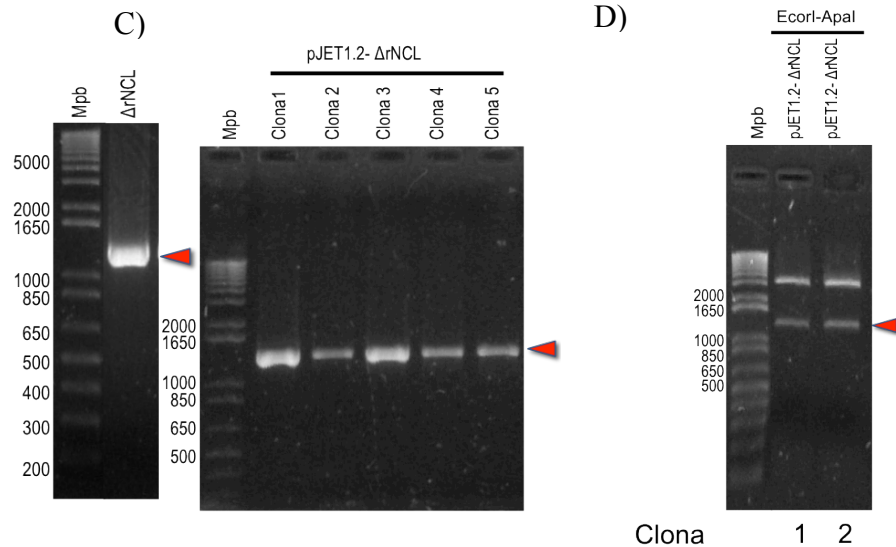 C)
Mpb
ΔrNCL
5000
2000
1650
1000
850
650
500
400
300
200
pJET1.2- ΔrNCL
Mpb
Clona1
Clona 2
Clona 3
Clona 4
Clona 5
2000
1650
1000
850
650
500
D)
EcorI-ApaI
Mpb
pJET1.2- ΔrNCL
pJET1.2- ΔrNCL
2000
1650
1000
850
650
500
Clona 1 2